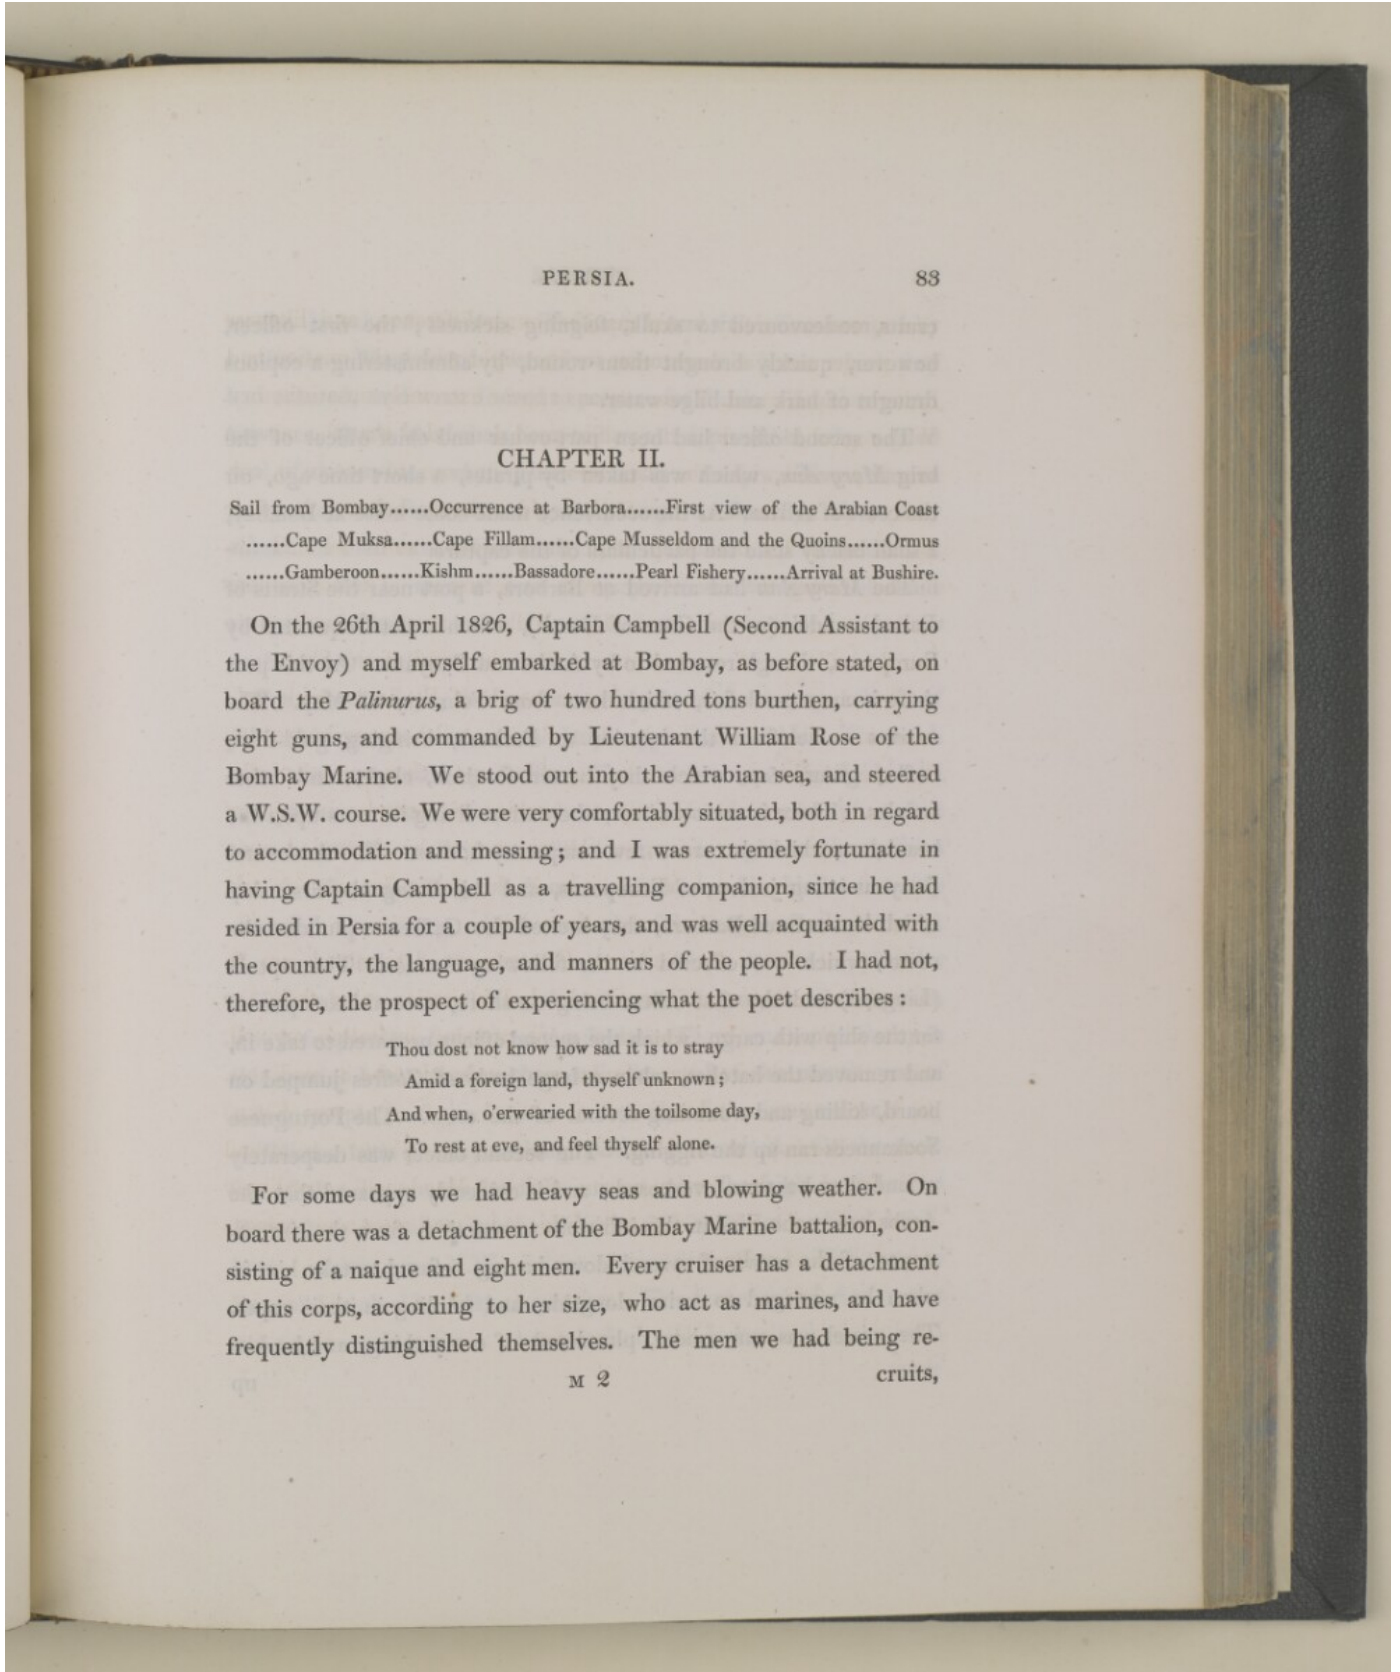 PERSIA. 83
CHAPTER II.
Sail from Bombay......Occurrence at Barbora......First view of the Arabian Coast
......Cape Muksa......Cape Fillam......Cape Musseldom and the Quoins......Ormus
......Gamberoon......Kishm......Bassadore......Pearl Fishery......Arrival at Bushire.
On the 26th April 1826, Captain Campbell (Second Assistant to
the Envoy) and myself embarked at Bombay, as before stated, on
board the Palinurus, a brig of two hundred tons burthen, carrying
eight guns, and commanded by Lieutenant William Rose of the
Bombay Marine. We stood out into the Arabian sea, and steered
a W.S.W. course. We were very comfortably situated, both in regard
to accommodation and messing; and I was extremely fortunate in
having Captain Campbell as a travelling companion, since he had
resided in Persia for a couple of years, and was well acquainted with
the country, the language, and manners of the people. I had not,
therefore, the prospect of experiencing what the poet describes:
Thou dost not know how sad it is to stray
Amid a foreign land, thyself unknown;
And when, o'erwearied with the toilsome day,
To rest at eve, and feel thyself alone.
For some days we had heavy seas and blowing weather. On
board there was a detachment of the Bombay Marine battalion, con-
sisting of a naique and eight men. Every cruiser has a detachment
of this corps, according to her size, who act as marines, and have
frequently distinguished themselves. The men we had being re-
M 2 cruits,